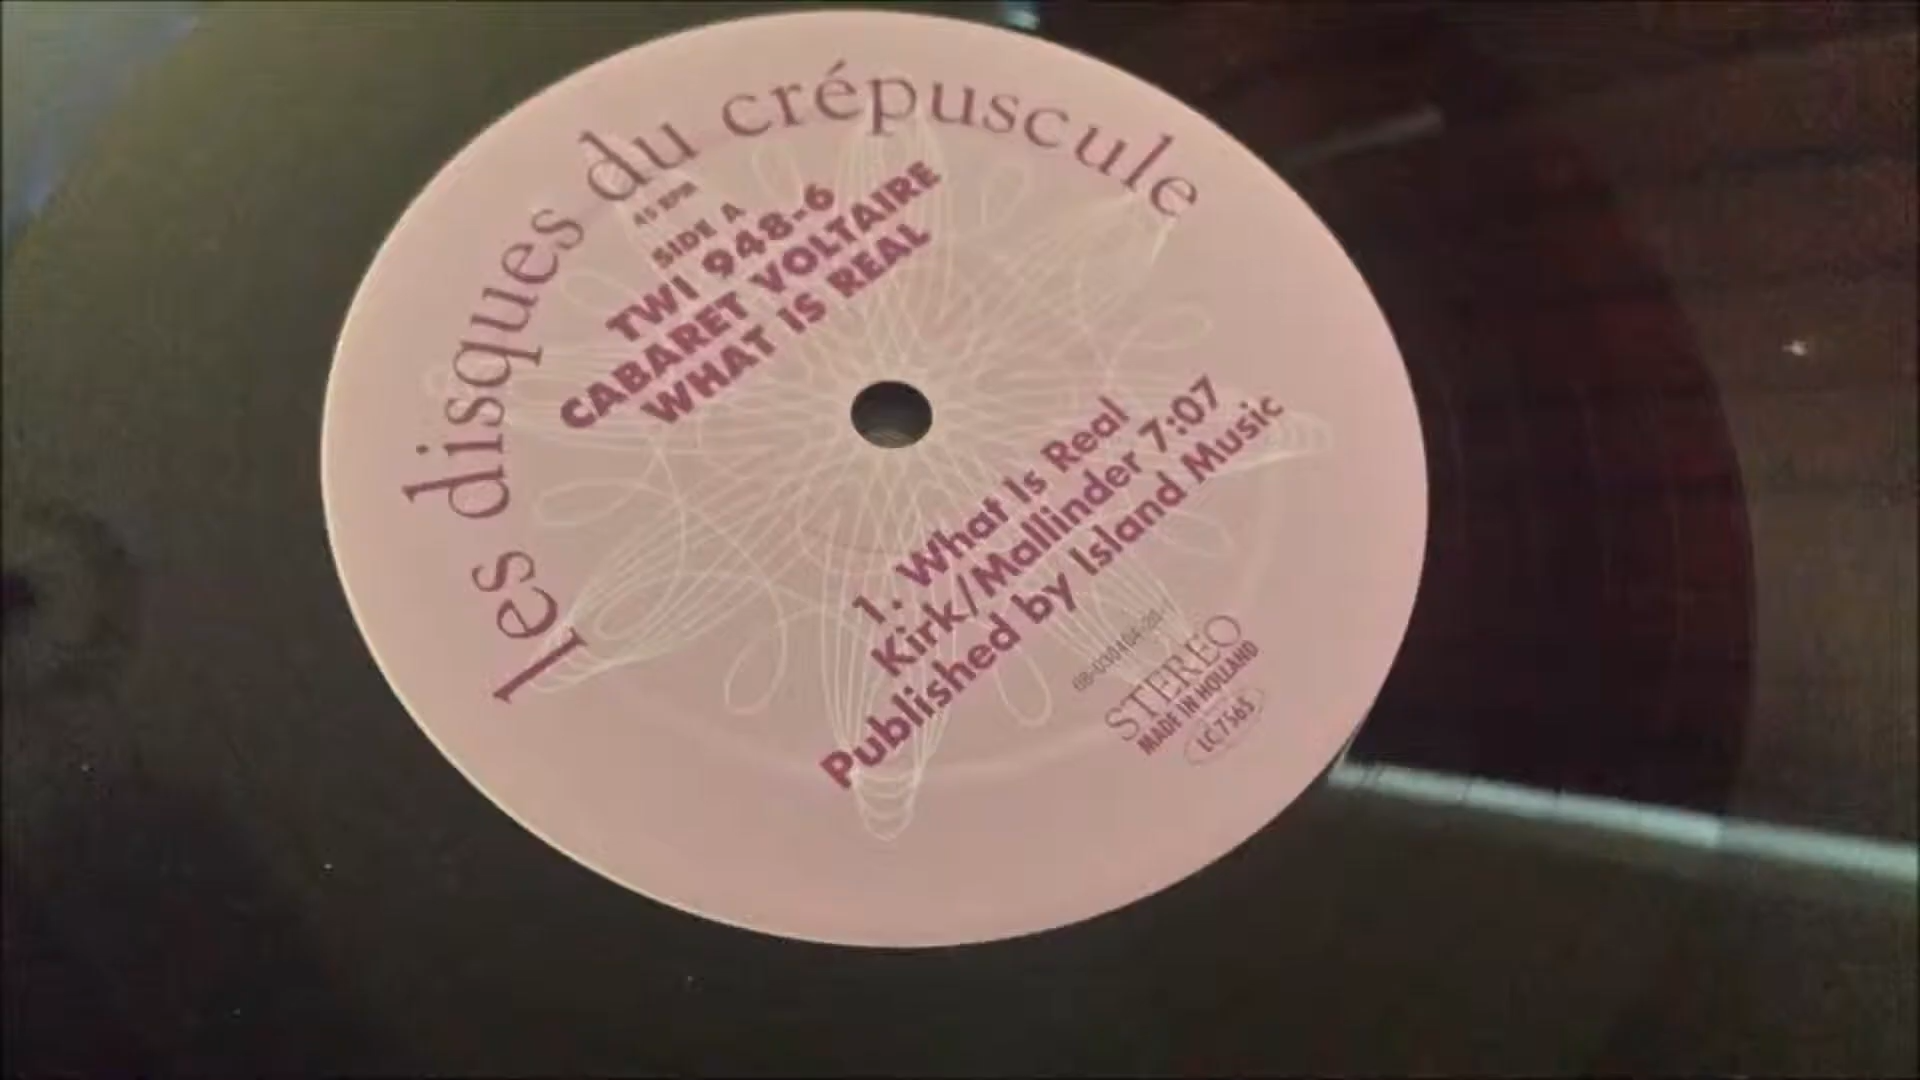 les disques du crépuscule
45 RPM
SIDE A
TWI 948-6
CABARET VOLTAIRE
WHAT IS REAL
1. What Is Real
Kirk/Mallinder 7:07
Published by Island Music
STEREO
MADE IN HOLLAND
LC7565